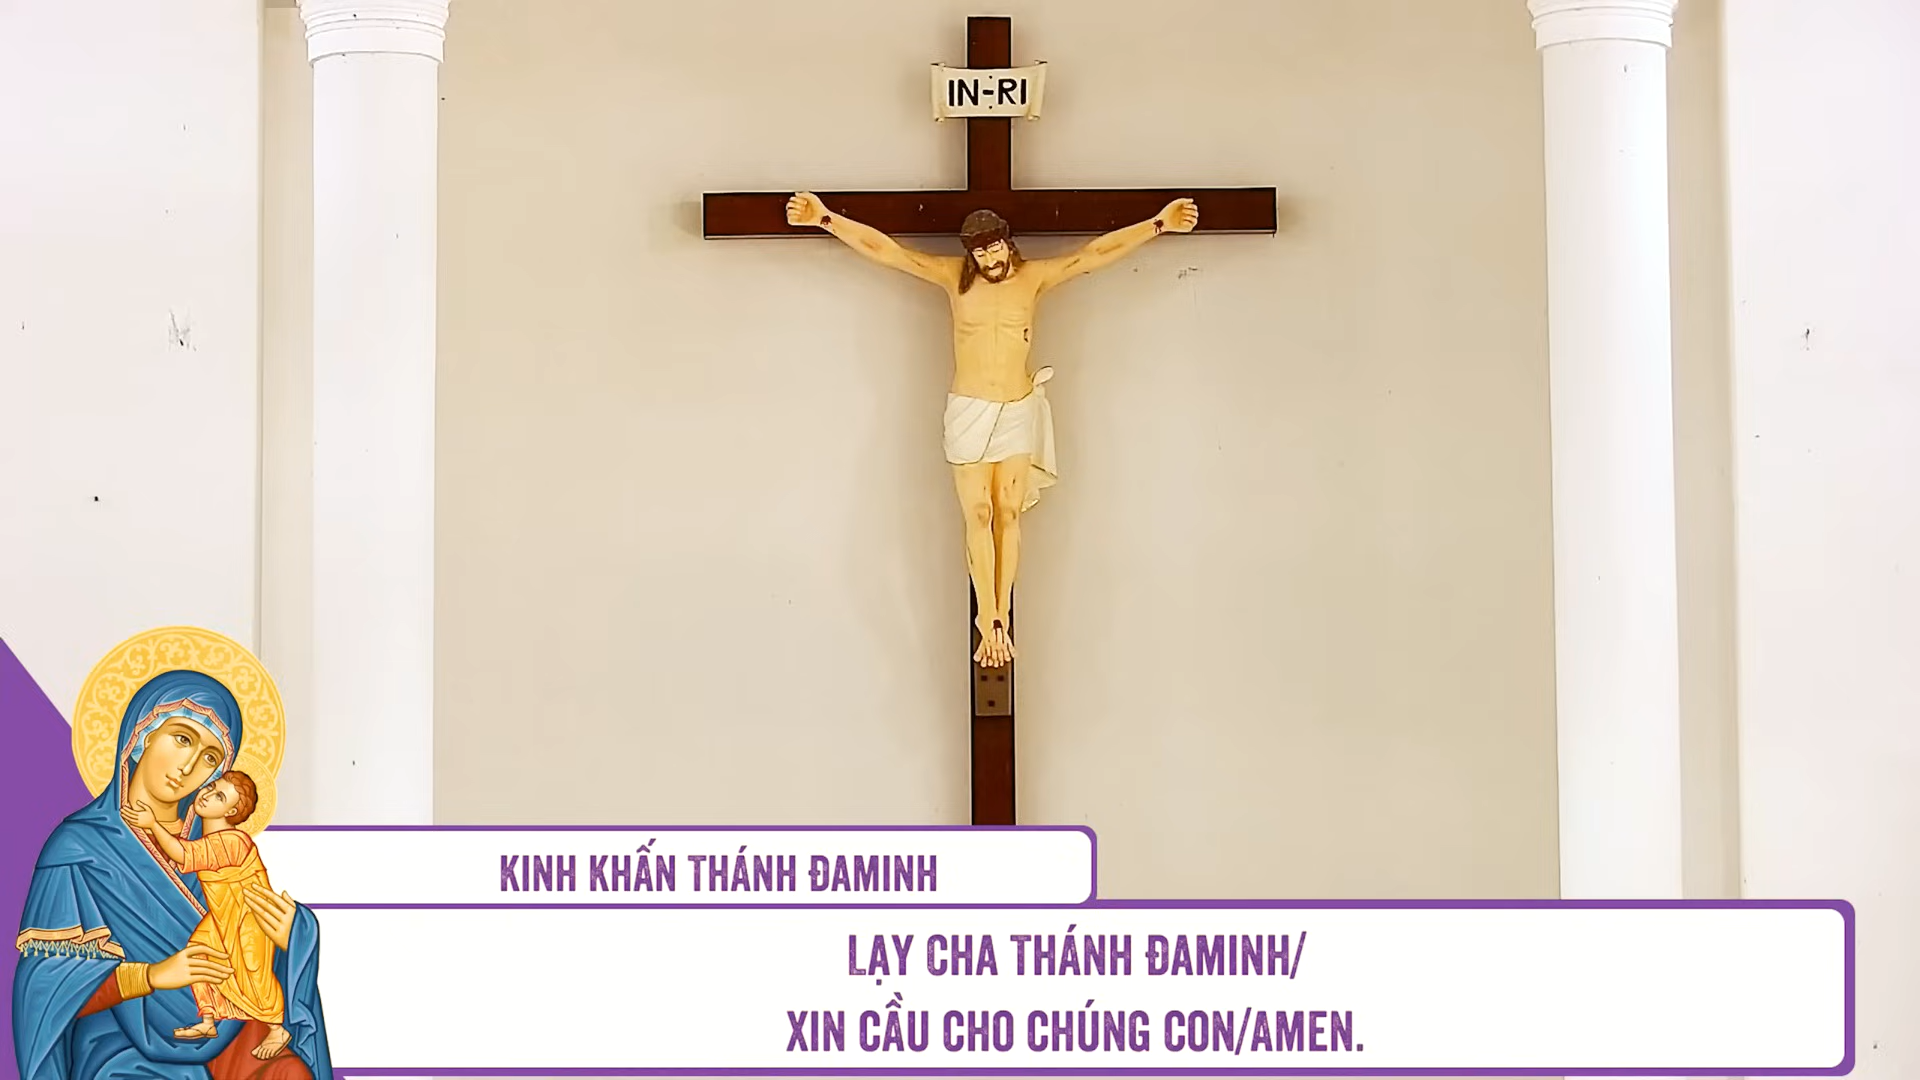 IN-RI
KINH KHẤN THÁNH ĐAMINH
LẠY CHA THÁNH ĐAMINH/
XIN CẦU CHO CHÚNG CON/AMEN.